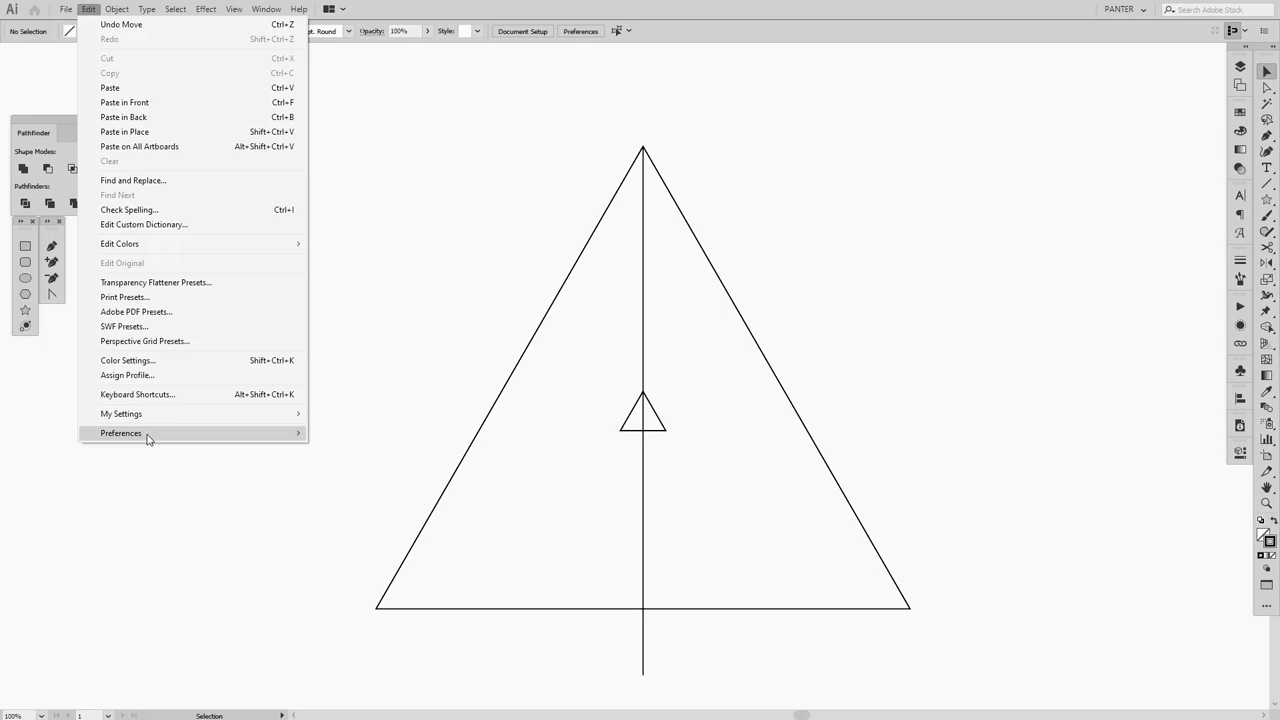 Ai File Edit Object Type Select Effect View Window Help PANTER Search Adobe Stock
No Selection pt. Round Opacity: 100% Style: Document Setup Preferences
Undo Move Ctrl+Z
Redo Shift+Ctrl+Z
Cut Ctrl+X
Copy Ctrl+C
Paste Ctrl+V
Paste in Front Ctrl+F
Paste in Back Ctrl+B
Paste in Place Shift+Ctrl+V
Paste on All Artboards Alt+Shift+Ctrl+V
Clear
Find and Replace...
Find Next
Check Spelling... Ctrl+I
Edit Custom Dictionary...
Edit Colors
Edit Original
Transparency Flattener Presets...
Print Presets...
Adobe PDF Presets...
SWF Presets...
Perspective Grid Presets...
Color Settings... Shift+Ctrl+K
Assign Profile...
Keyboard Shortcuts... Alt+Shift+Ctrl+K
My Settings
Preferences
Pathfinder
Shape Modes:
Pathfinders:
100% 1 Selection